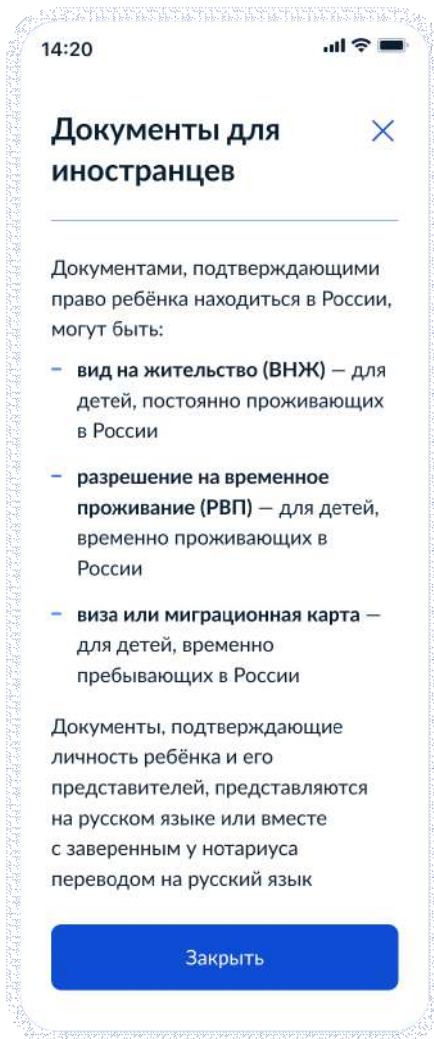 14:20
Документы для
иностранцев
Документами, подтверждающими
право ребёнка находиться в России,
могут быть:
– вид на жительство (ВНЖ) — для
детей, постоянно проживающих
в России
– разрешение на временное
проживание (РВП) — для детей,
временно проживающих в
России
– виза или миграционная карта —
для детей, временно
пребывающих в России
Документы, подтверждающие
личность ребёнка и его
представителей, представляются
на русском языке или вместе
с заверенным у нотариуса
переводом на русский язык
Закрыть